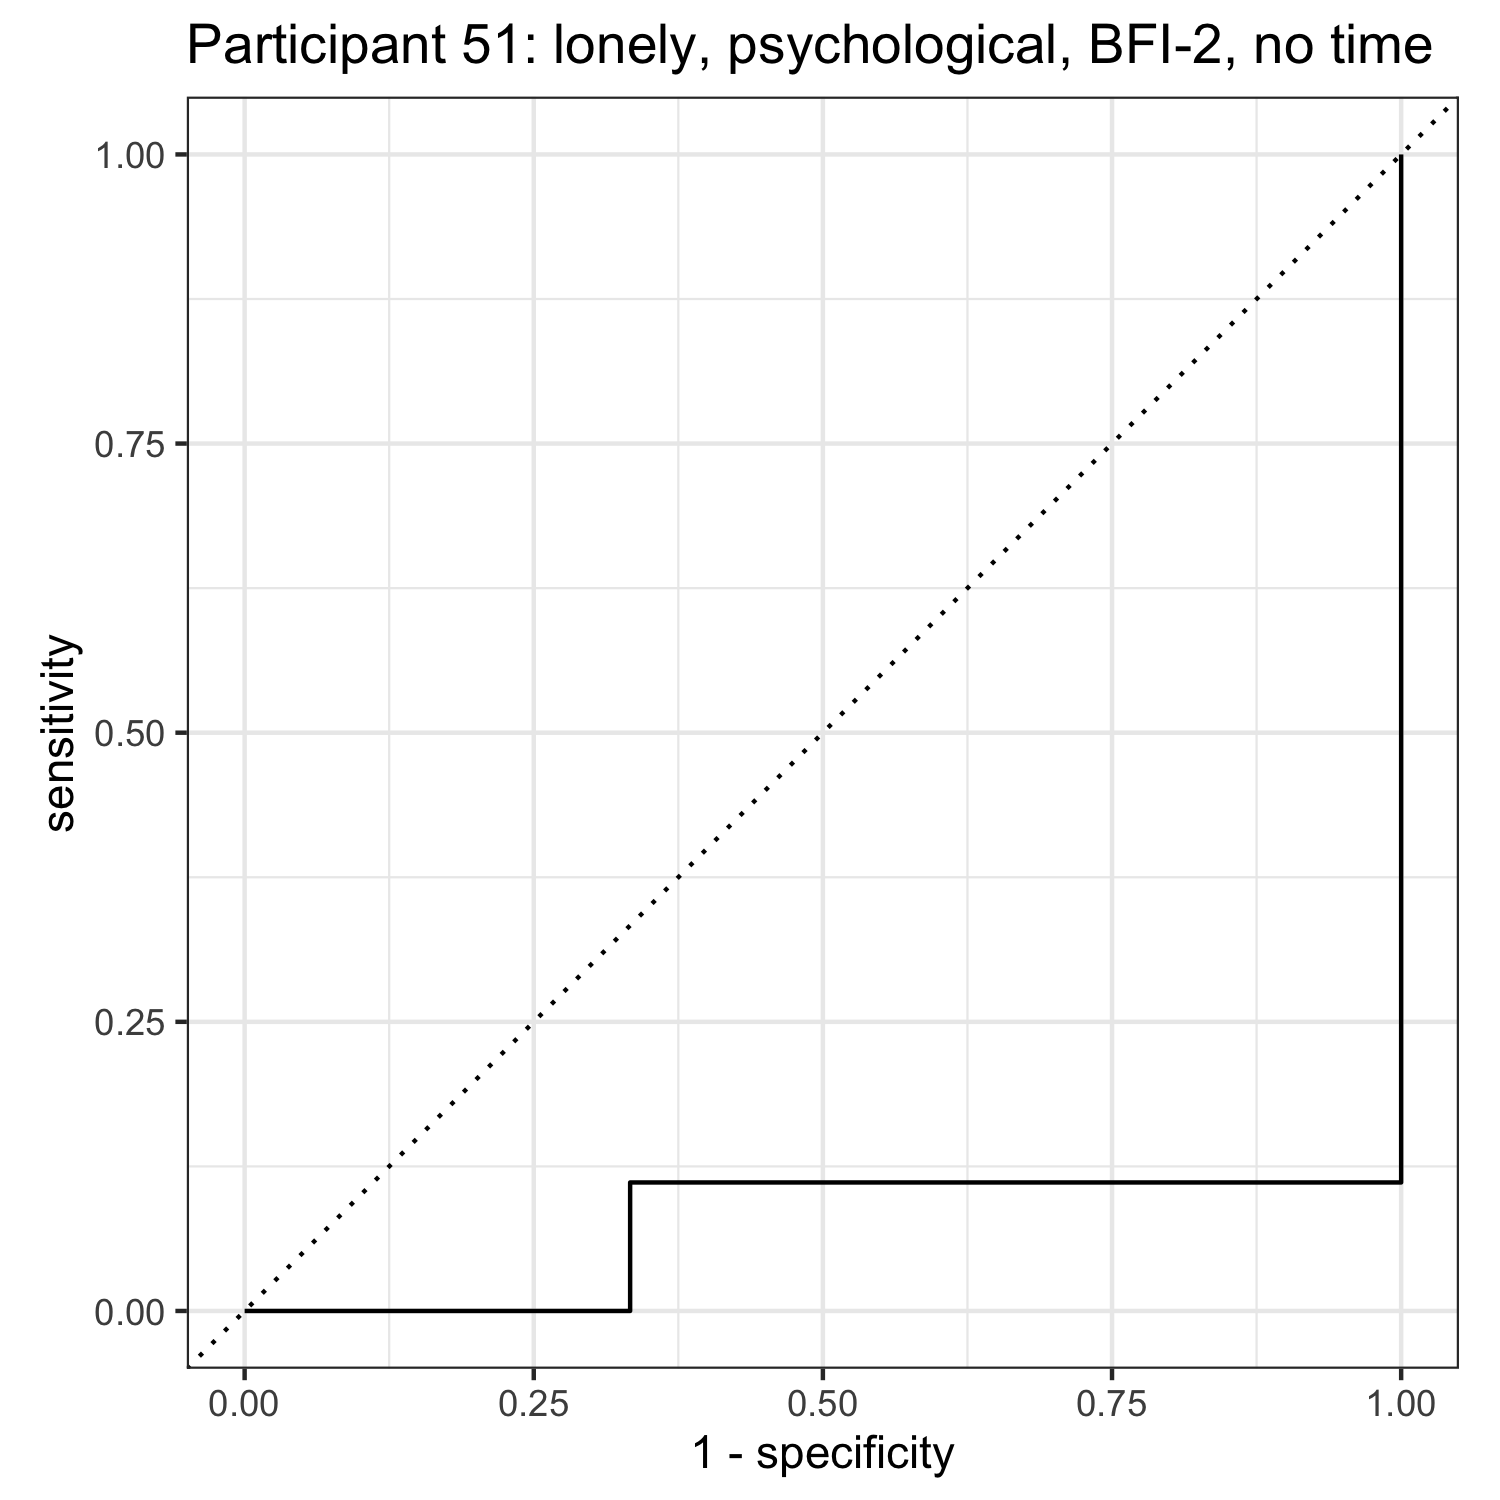 Participant 51: lonely, psychological, BFI-2, no time
1.00
0.75
0.50
0.25
0.00
sensitivity
0.00 0.25 0.50 0.75 1.00
1 - specificity